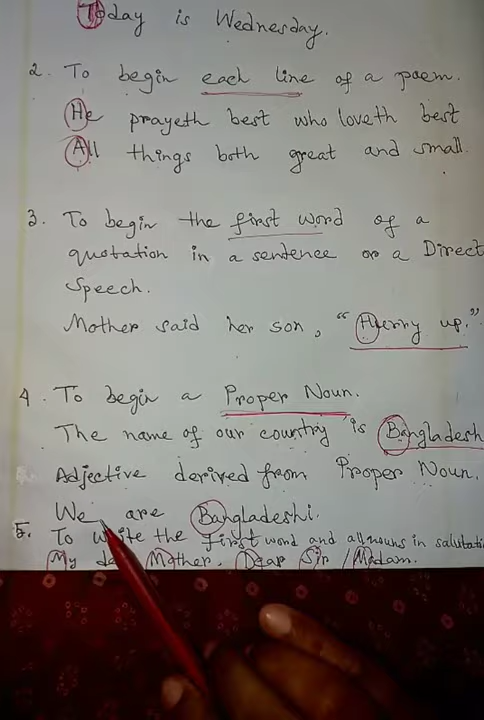 Today is Wednesday.
2. To begin each line of a poem.
He prayeth best who loveth best
All things both great and small.
3. To begin the first word of a
quotation in a sentence or a Direct
Speech.
Mother said her son, "Hurry up."
4. To begin a Proper Noun.
The name of our country is Bangladesh
Adjective derived from Proper Noun.
We are Bangladeshi.
5. To write the first word and all nouns in salutati
My Mother. Dear Sir / Madam.